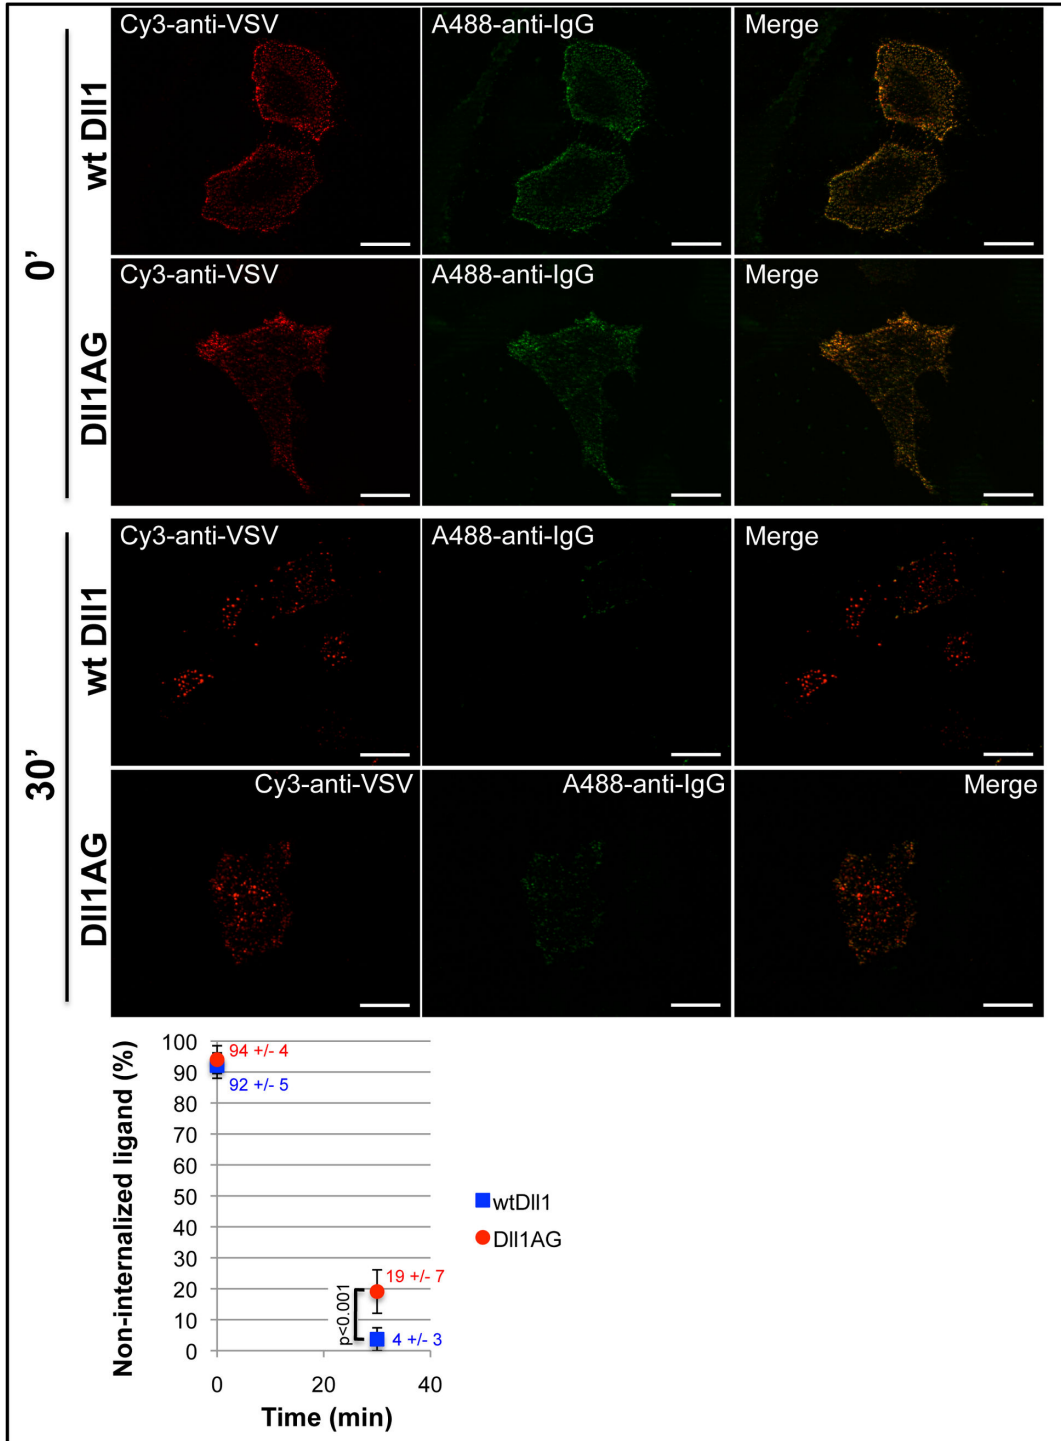 Cy3-anti-VSV A488-anti-IgG Merge
wt Dll1
0'
Cy3-anti-VSV A488-anti-IgG Merge
Dll1AG
Cy3-anti-VSV A488-anti-IgG Merge
wt Dll1
30'
Cy3-anti-VSV A488-anti-IgG Merge
Dll1AG
Non-internalized ligand (%)
100
90
80
70
60
50
40
30
20
10
0
94 +/- 4
92 +/- 5
wtDll1
Dll1AG
19 +/- 7
p<0.001
4 +/- 3
0 20 40
Time (min)